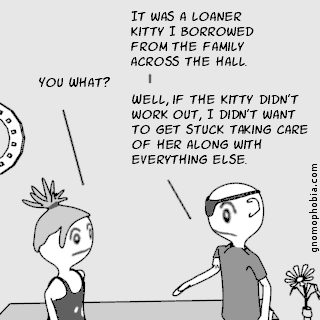 IT WAS A LOANER
KITTY I BORROWED
FROM THE FAMILY
ACROSS THE HALL.
YOU WHAT?
WELL, IF THE KITTY DIDN'T
WORK OUT, I DIDN'T WANT
TO GET STUCK TAKING CARE
OF HER ALONG WITH
EVERYTHING ELSE.
gnomophobia.com